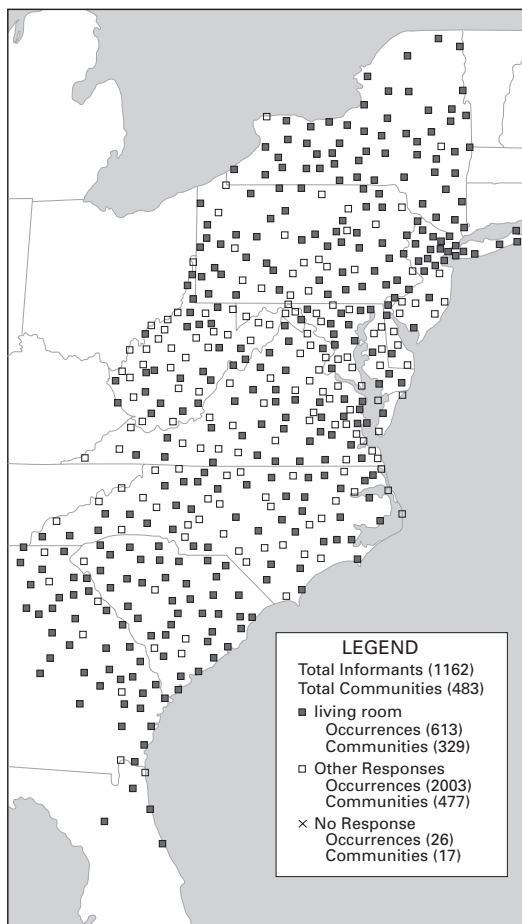 LEGEND
Total Informants (1162)
Total Communities (483)
living room
Occurrences (613)
Communities (329)
Other Responses
Occurrences (2003)
Communities (477)
× No Response
Occurrences (26)
Communities (17)